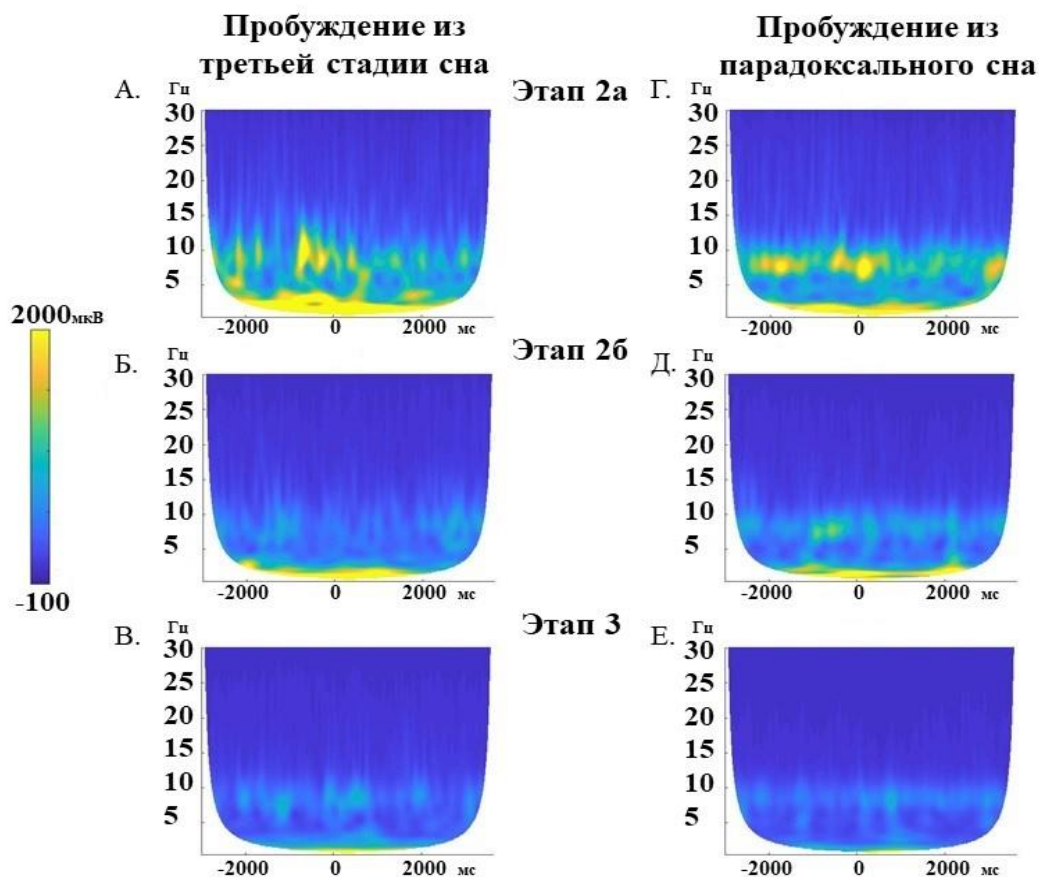 Пробуждение из
третьей стадии сна
Пробуждение из
парадоксального сна
А.
Гц
Этап 2а
Г.
Гц
30
25
20
15
10
5
-2000
0
2000
мс
30
25
20
15
10
5
-2000
0
2000
мс
2000мкВ
-100
Б.
Гц
Этап 2б
Д.
Гц
30
25
20
15
10
5
-2000
0
2000
мс
30
25
20
15
10
5
-2000
0
2000
мс
В.
Гц
Этап 3
Е.
Гц
30
25
20
15
10
5
-2000
0
2000
мс
30
25
20
15
10
5
-2000
0
2000
мс